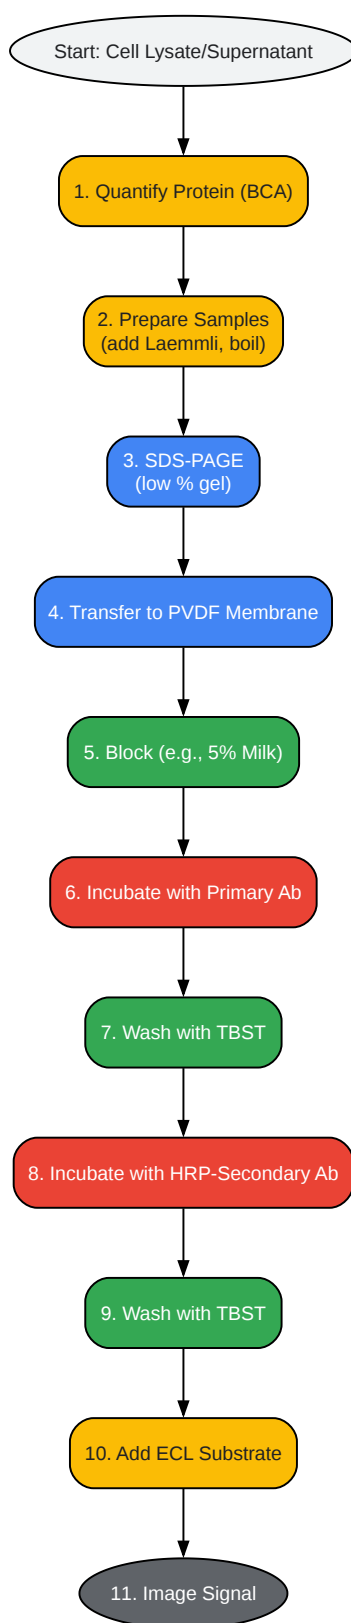 Start: Cell Lysate/Supernatant
1. Quantify Protein (BCA)
2. Prepare Samples
(add Laemmli, boil)
3. SDS-PAGE
(low % gel)
4. Transfer to PVDF Membrane
5. Block (e.g., 5% Milk)
6. Incubate with Primary Ab
7. Wash with TBST
8. Incubate with HRP-Secondary Ab
9. Wash with TBST
10. Add ECL Substrate
11. Image Signal